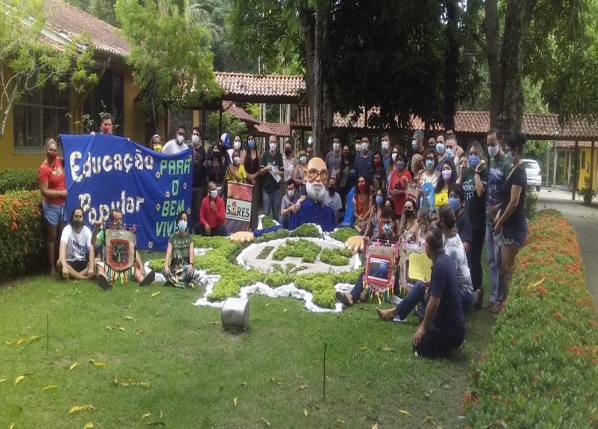 Educação
Popular
PARA
O
BEM
VIVER
SARES